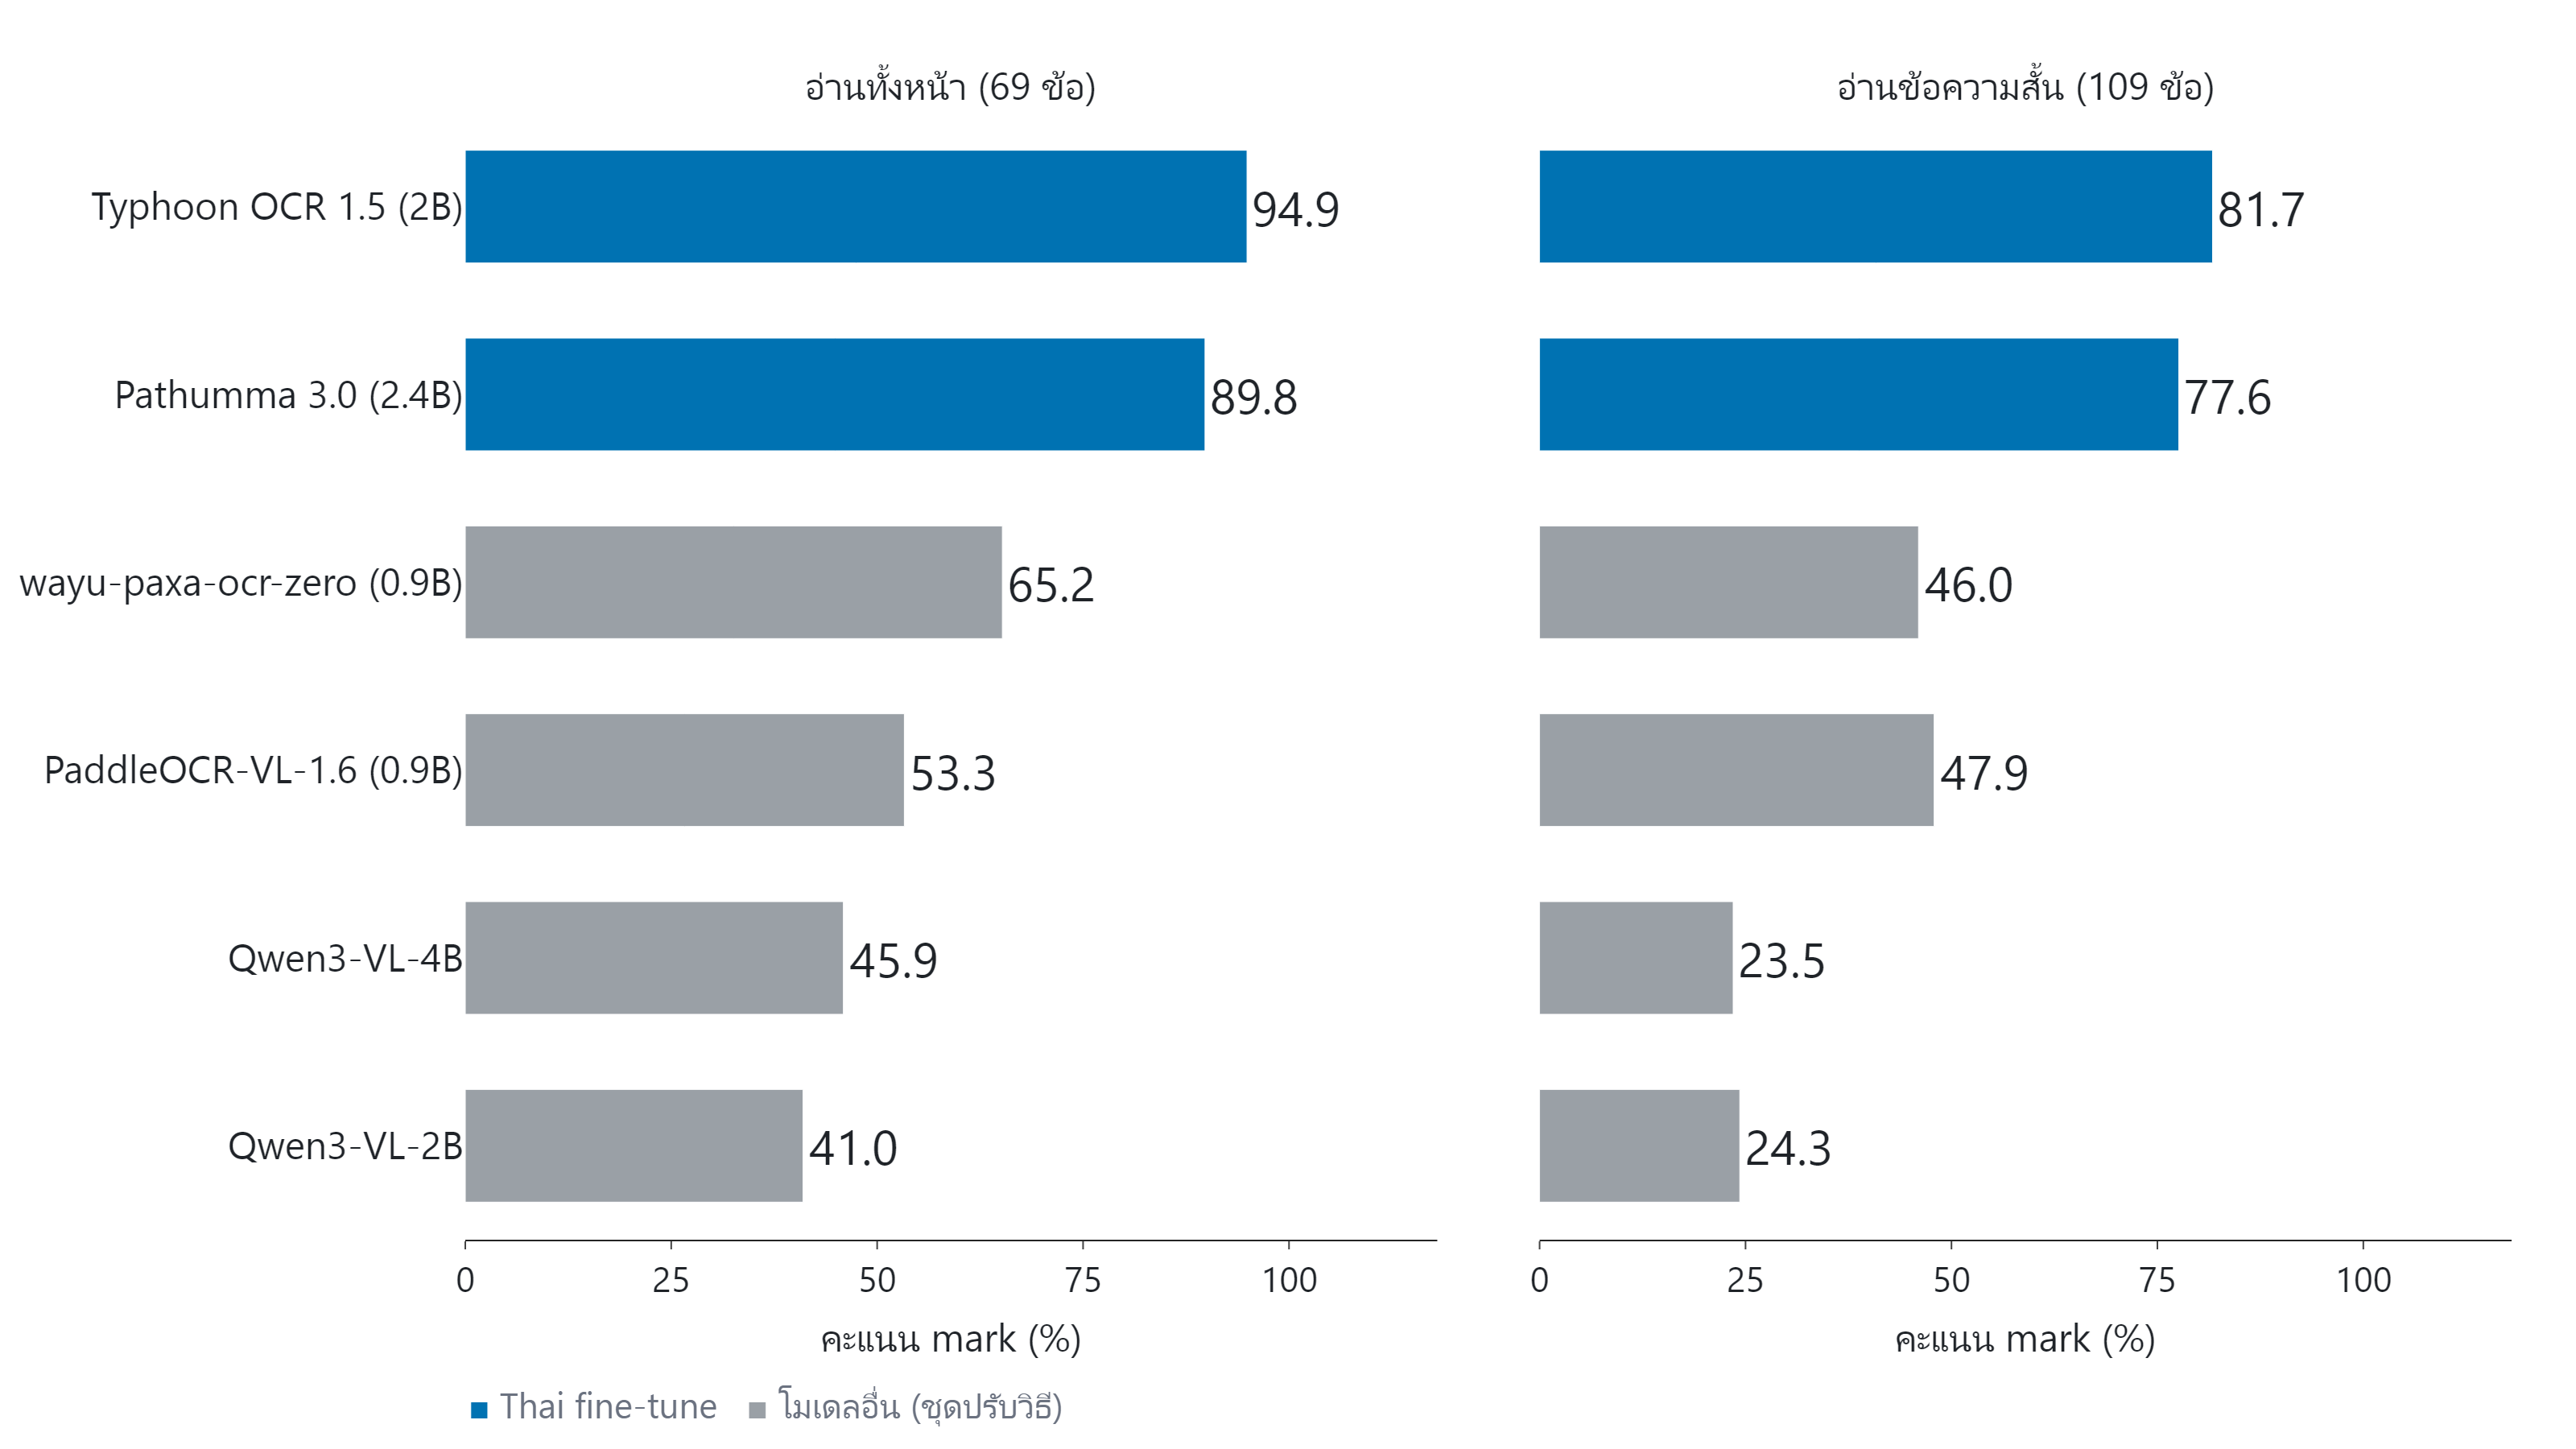 อ่านทั้งหน้า (69 ข้อ)
อ่านข้อความสั้น (109 ข้อ)
Typhoon OCR 1.5 (2B) 94.9 81.7
Pathumma 3.0 (2.4B) 89.8 77.6
wayu-paxa-ocr-zero (0.9B) 65.2 46.0
PaddleOCR-VL-1.6 (0.9B) 53.3 47.9
Qwen3-VL-4B 45.9 23.5
Qwen3-VL-2B 41.0 24.3
0 25 50 75 100 0 25 50 75 100
คะแนน mark (%) คะแนน mark (%)
Thai fine-tune โมเดลอื่น (ชุดปรับวิธี)